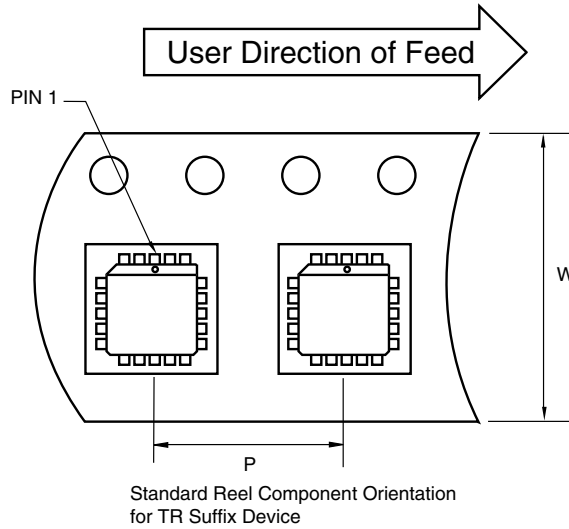 User Direction of Feed
PIN 1
W
P
Standard Reel Component Orientation
for TR Suffix Device